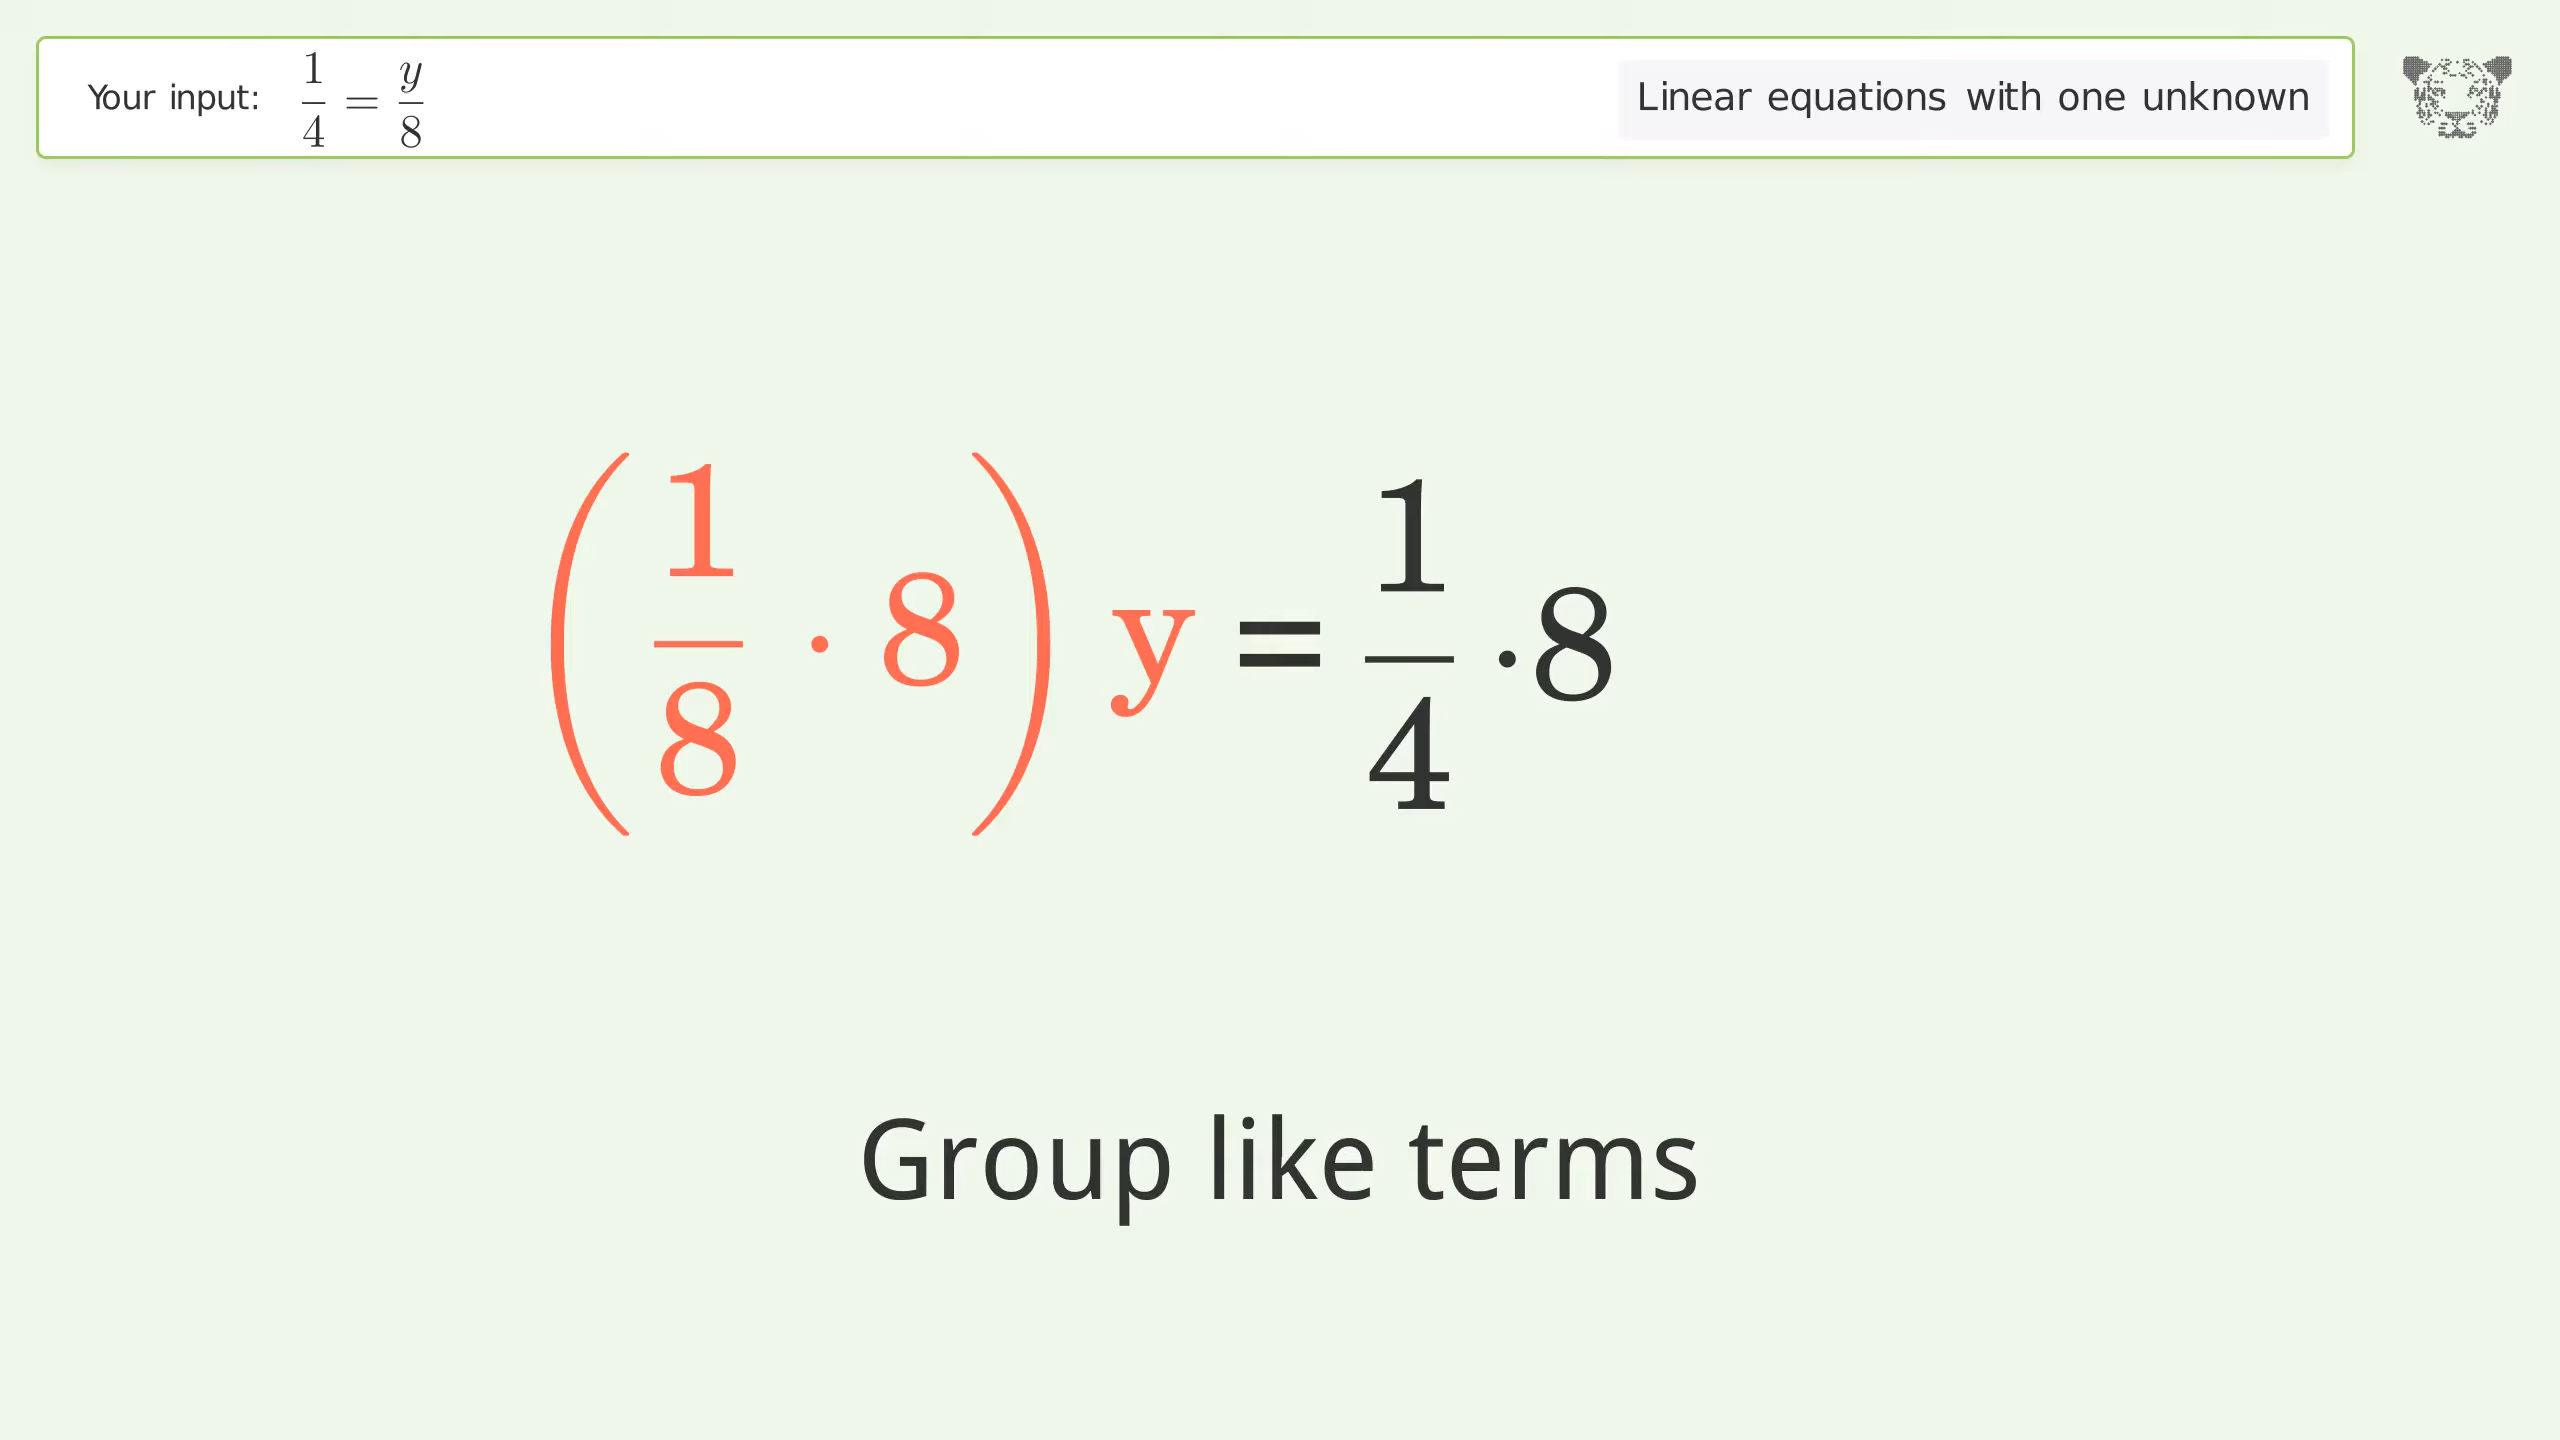 Your input: 1/4 = y/8
Linear equations with one unknown
(1/8 · 8) y = 1/4 · 8
Group like terms